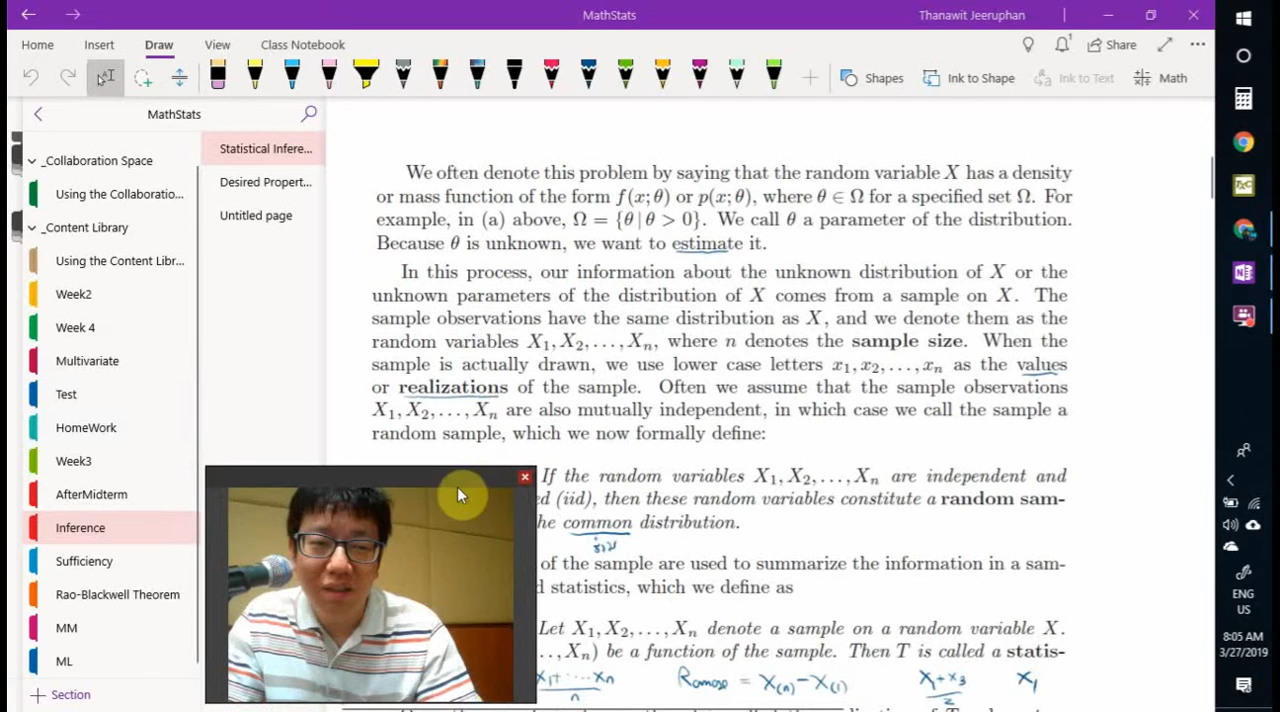 MathStats
Thanawit Jeeruphan
Home Insert Draw View Class Notebook
Share
Shapes
Ink to Shape
Ink to Text
Math
MathStats
_Collaboration Space
Using the Collaboratio...
_Content Library
Using the Content Libr...
Week2
Week 4
Multivariate
Test
HomeWork
Week3
AfterMidterm
Inference
Sufficiency
Rao-Blackwell Theorem
MM
ML
Section
Statistical Infere...
Desired Propert...
Untitled page
We often denote this problem by saying that the random variable X has a density
or mass function of the form f(x; θ) or p(x; θ), where θ ∈ Ω for a specified set Ω. For
example, in (a) above, Ω = {θ | θ > 0}. We call θ a parameter of the distribution.
Because θ is unknown, we want to estimate it.
In this process, our information about the unknown distribution of X or the
unknown parameters of the distribution of X comes from a sample on X. The
sample observations have the same distribution as X, and we denote them as the
random variables X₁, X₂, . . . , Xₙ, where n denotes the sample size. When the
sample is actually drawn, we use lower case letters x₁, x₂, . . . , xₙ as the values
or realizations of the sample. Often we assume that the sample observations
X₁, X₂, . . . , Xₙ are also mutually independent, in which case we call the sample a
random sample, which we now formally define:
If the random variables X₁, X₂, . . . , Xₙ are independent and
ed (iid), then these random variables constitute a random sam-
he common distribution.
of the sample are used to summarize the information in a sam-
d statistics, which we define as
Let X₁, X₂, . . . , Xₙ denote a sample on a random variable X.
. , Xₙ) be a function of the sample. Then T is called a statis-
X₁+ ... Xₙ
n
= X₍ₙ₎ - X₍₁₎
X₁ + X₃
2
X₁
ENG
US
8:05 AM
3/27/2019